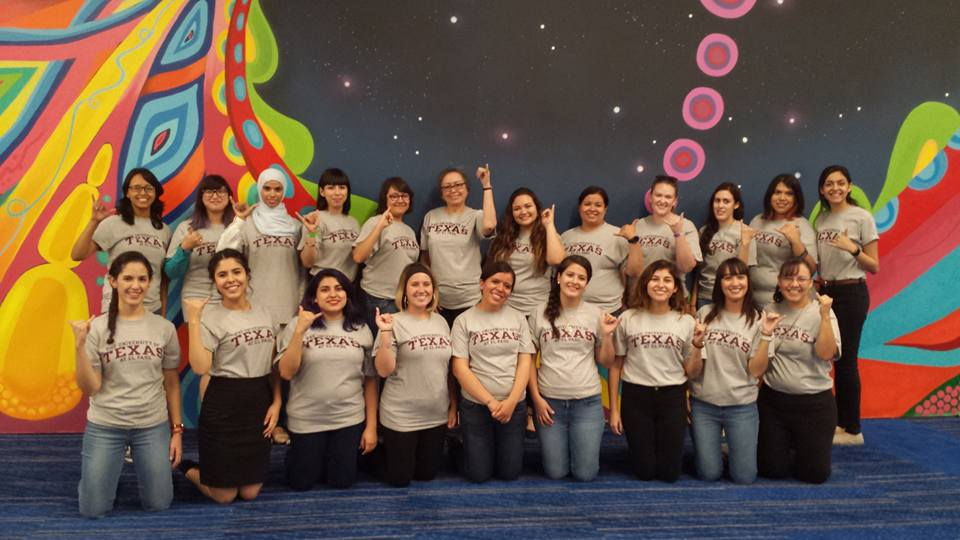 UNIVERSITY OF
TEXAS
AT EL PASO